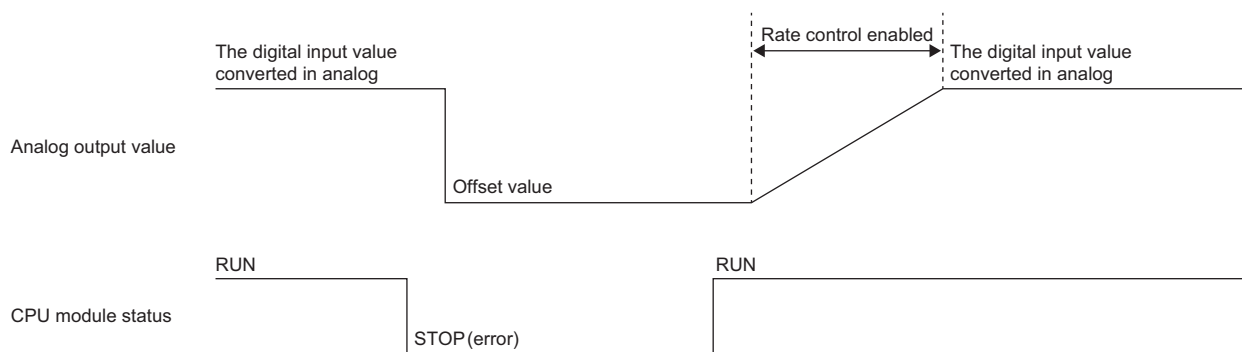 Rate control enabled
The digital input value
converted in analog
The digital input value
converted in analog
Analog output value
Offset value
RUN
RUN
CPU module status
STOP(error)